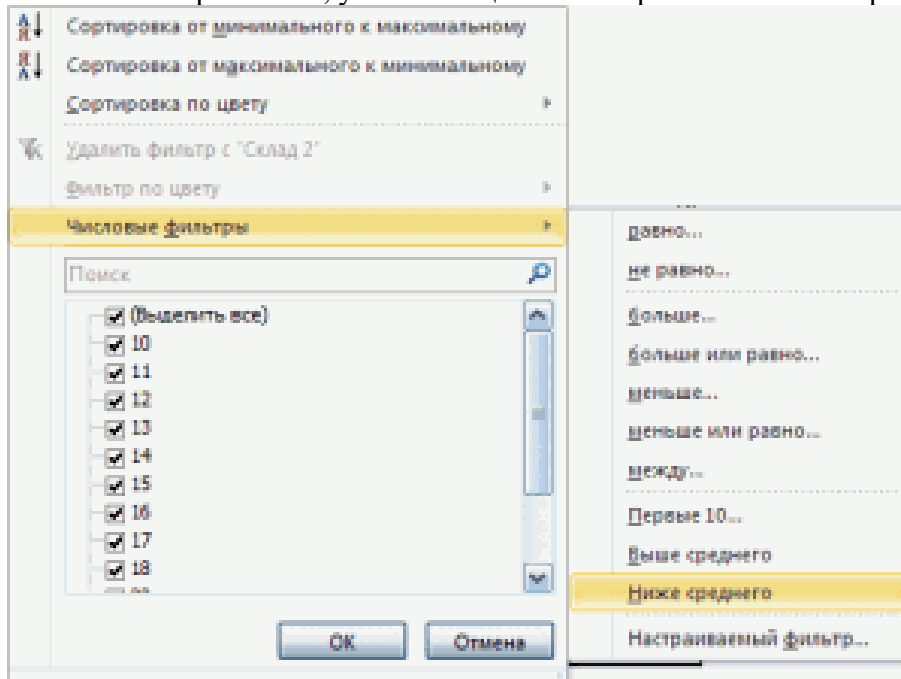 Сортировка от минимального к максимальному
Сортировка от максимального к минимальному
Сортировка по цвету
Удалить фильтр с "Склад 2"
Фильтр по цвету
Числовые фильтры
Поиск
(Выделить все)
10
11
12
13
14
15
16
17
18
ОК
Отмена
равно...
не равно...
больше...
больше или равно...
меньше...
меньше или равно...
между...
Первые 10...
Выше среднего
Ниже среднего
Настраиваемый фильтр...